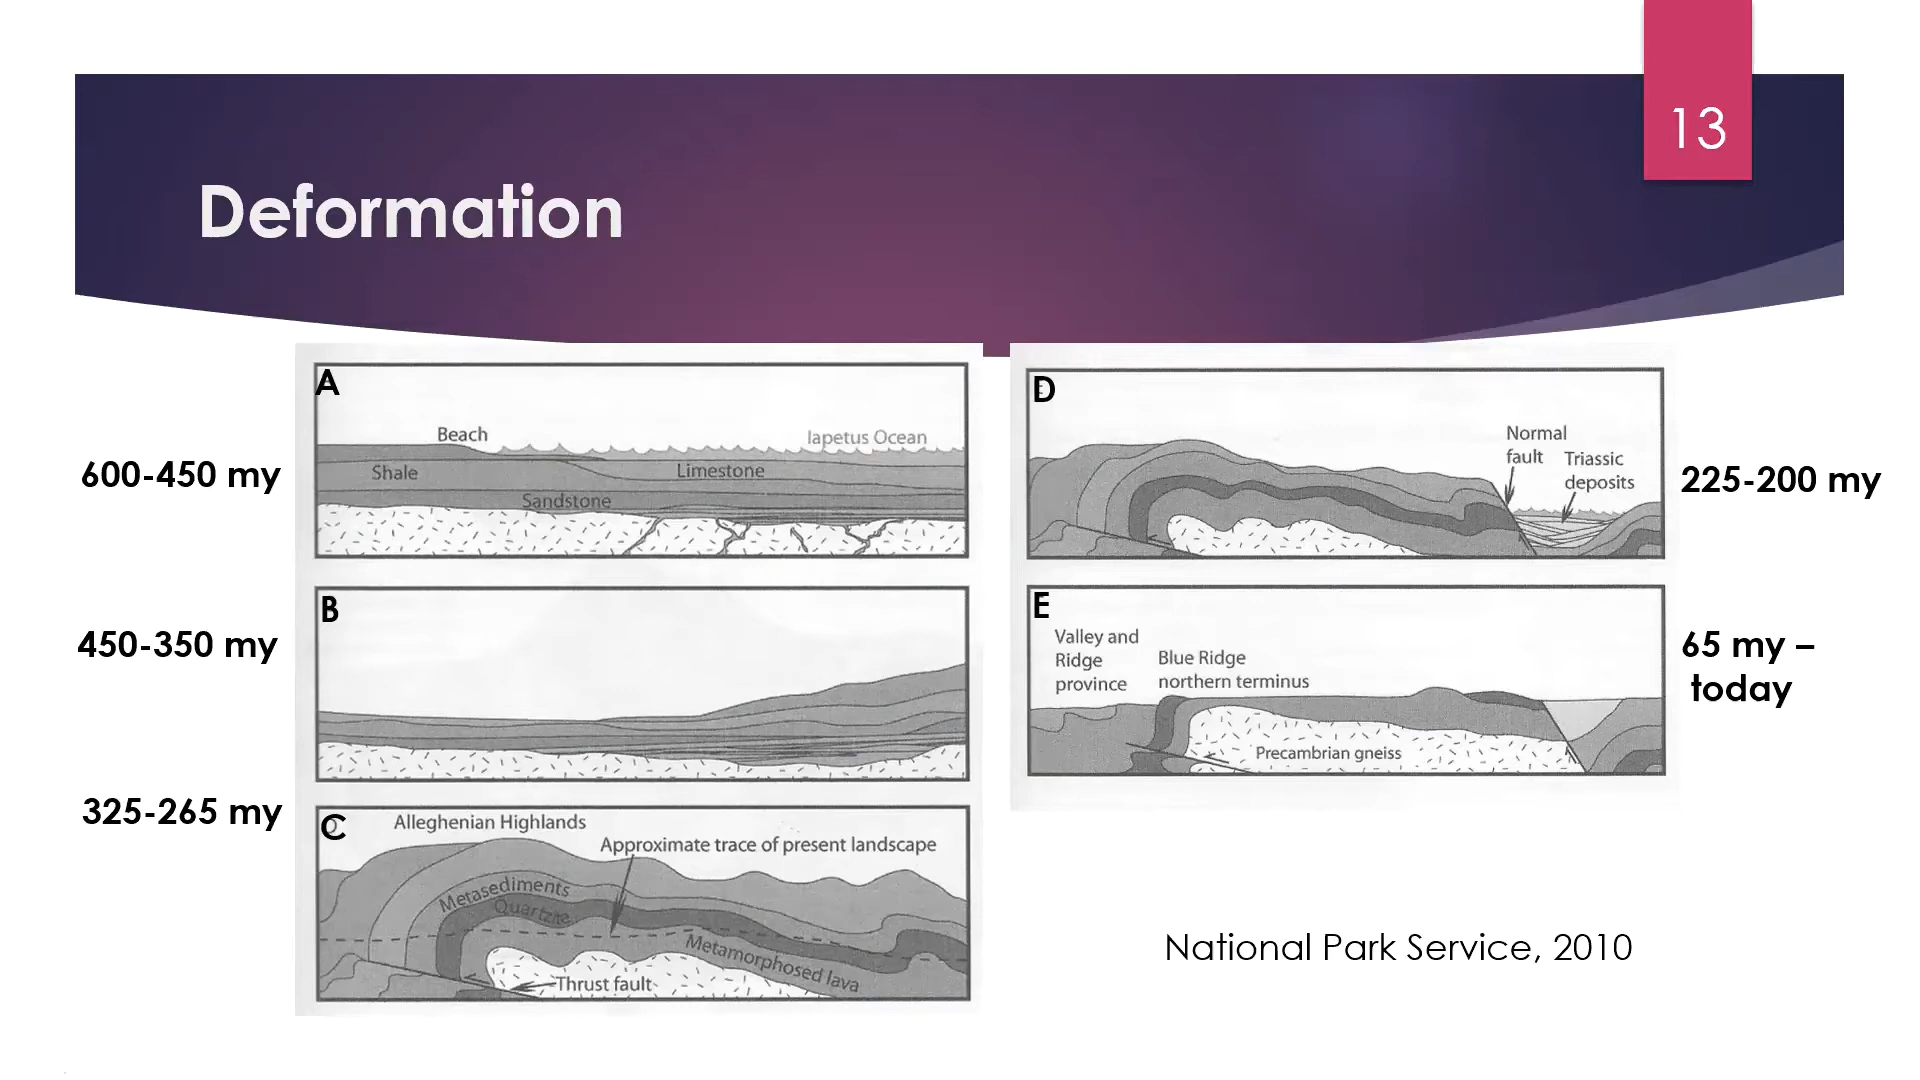 13
Deformation
A
Beach
Iapetus Ocean
Shale
Limestone
Sandstone
600-450 my
B
450-350 my
325-265 my
C
Alleghenian Highlands
Approximate trace of present landscape
Metasediments
Quartzite
Metamorphosed lava
Thrust fault
D
Normal
fault
Triassic
deposits
225-200 my
E
Valley and
Ridge
province
Blue Ridge
northern terminus
Precambrian gneiss
65 my –
today
National Park Service, 2010